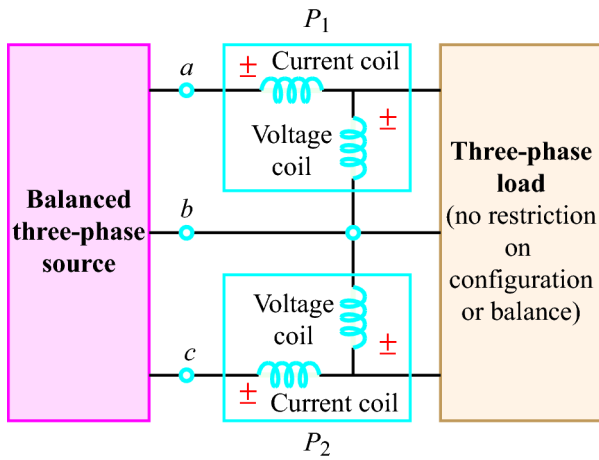 P1
a
± Current coil
Voltage
coil
±
Balanced
three-phase
source
b
Three-phase
load
(no restriction
on
configuration
or balance)
Voltage
coil
±
c
± Current coil
P2